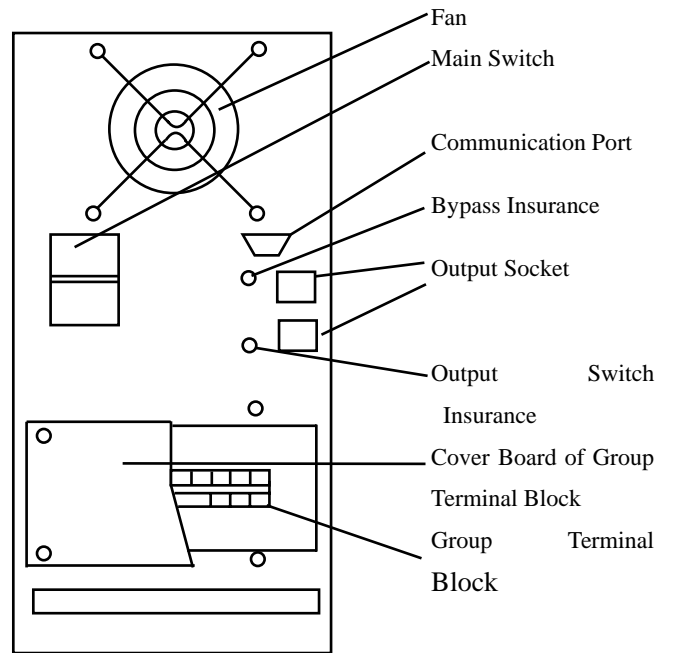 Fan
Main Switch
Communication Port
Bypass Insurance
Output Socket
Output Switch
Insurance
Cover Board of Group
Terminal Block
Group Terminal
Block